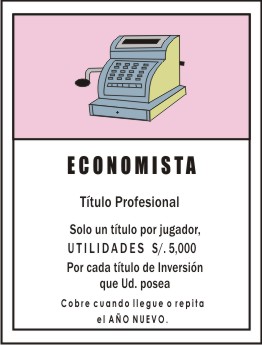 ECONOMISTA
Título Profesional
Solo un título por jugador,
UTILIDADES S/. 5,000
Por cada título de Inversión
que Ud. posea
Cobre cuando llegue o repita
el AÑO NUEVO.